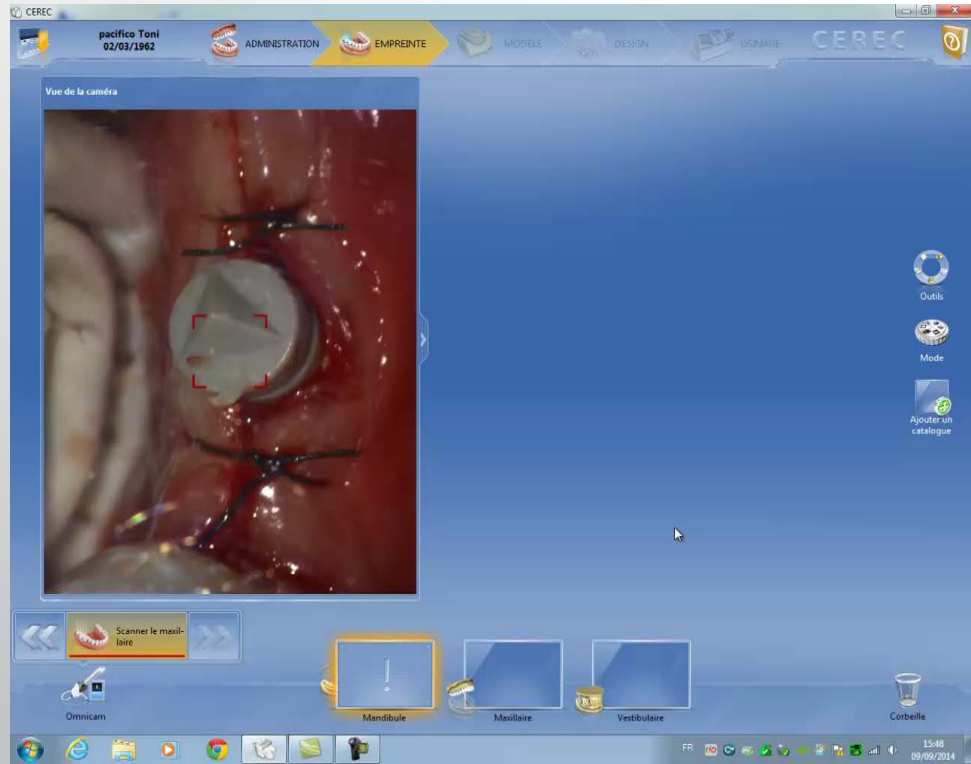 CEREC
pacifico Toni
02/03/1962
ADMINISTRATION
EMPREINTE
MODÈLE
DESIGN
USINAGE
CEREC
Vue de la caméra
Outils
Mode
Ajouter un
catalogue
Scanner le maxil-
laire
Omnicam
Mandibule
Maxillaire
Vestibulaire
Corbeille
FR
15:48
09/09/2014